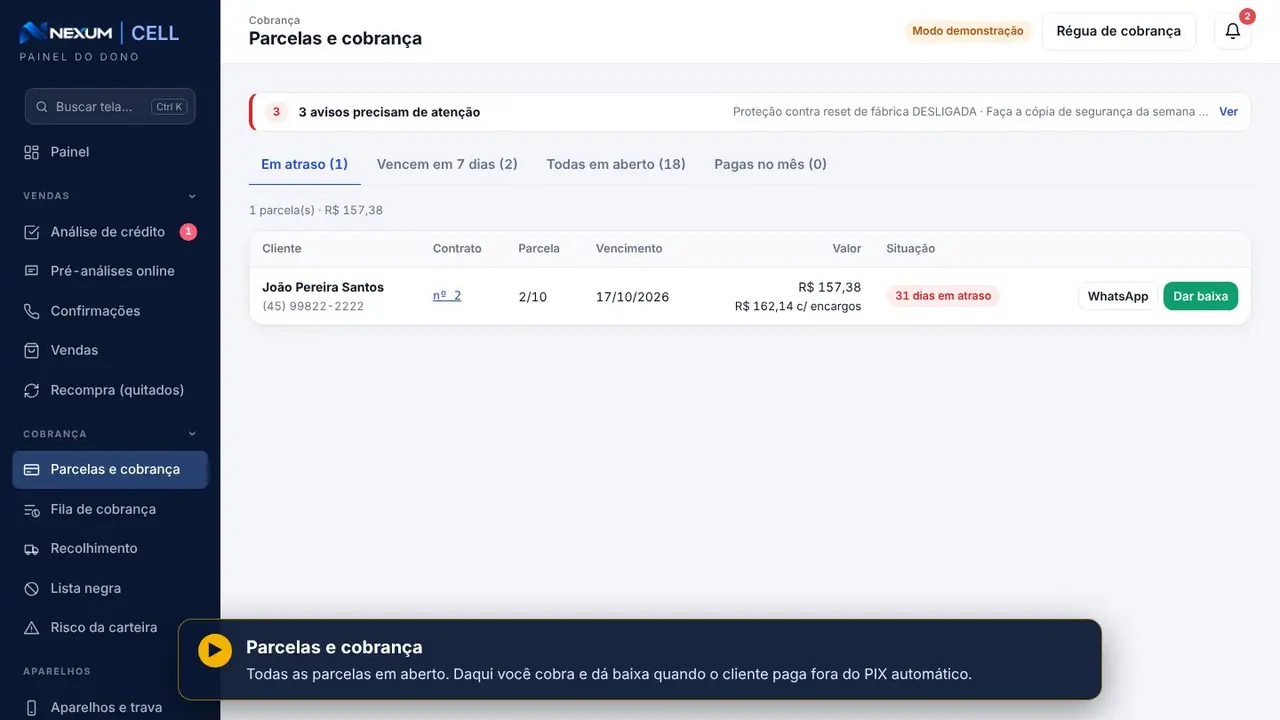 NEXUM | CELL
PAINEL DO DONO
Buscar tela... Ctrl K
Painel
VENDAS
Análise de crédito 1
Pré-análises online
Confirmações
Vendas
Recompra (quitados)
COBRANÇA
Parcelas e cobrança
Fila de cobrança
Recolhimento
Lista negra
Risco da carteira
APARELHOS
Aparelhos e trava
Cobrança
Parcelas e cobrança
Modo demonstração
Régua de cobrança
2
3 3 avisos precisam de atenção Proteção contra reset de fábrica DESLIGADA · Faça a cópia de segurança da semana ... Ver
Em atraso (1) Vencem em 7 dias (2) Todas em aberto (18) Pagas no mês (0)
1 parcela(s) · R$ 157,38
Cliente Contrato Parcela Vencimento Valor Situação
João Pereira Santos
(45) 99822-2222
nº 2 2/10 17/10/2026
R$ 157,38
R$ 162,14 c/ encargos
31 dias em atraso WhatsApp Dar baixa
Parcelas e cobrança
Todas as parcelas em aberto. Daqui você cobra e dá baixa quando o cliente paga fora do PIX automático.